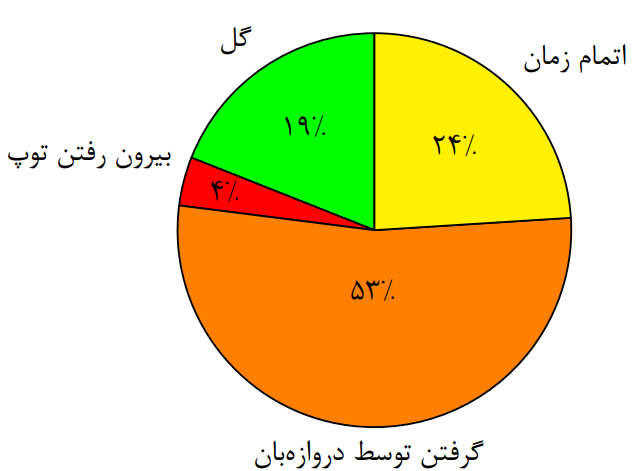 گل
اتمام زمان
۱۹٪
۲۴٪
بیرون رفتن توپ
۴٪
۵۳٪
گرفتن توسط دروازه‌بان